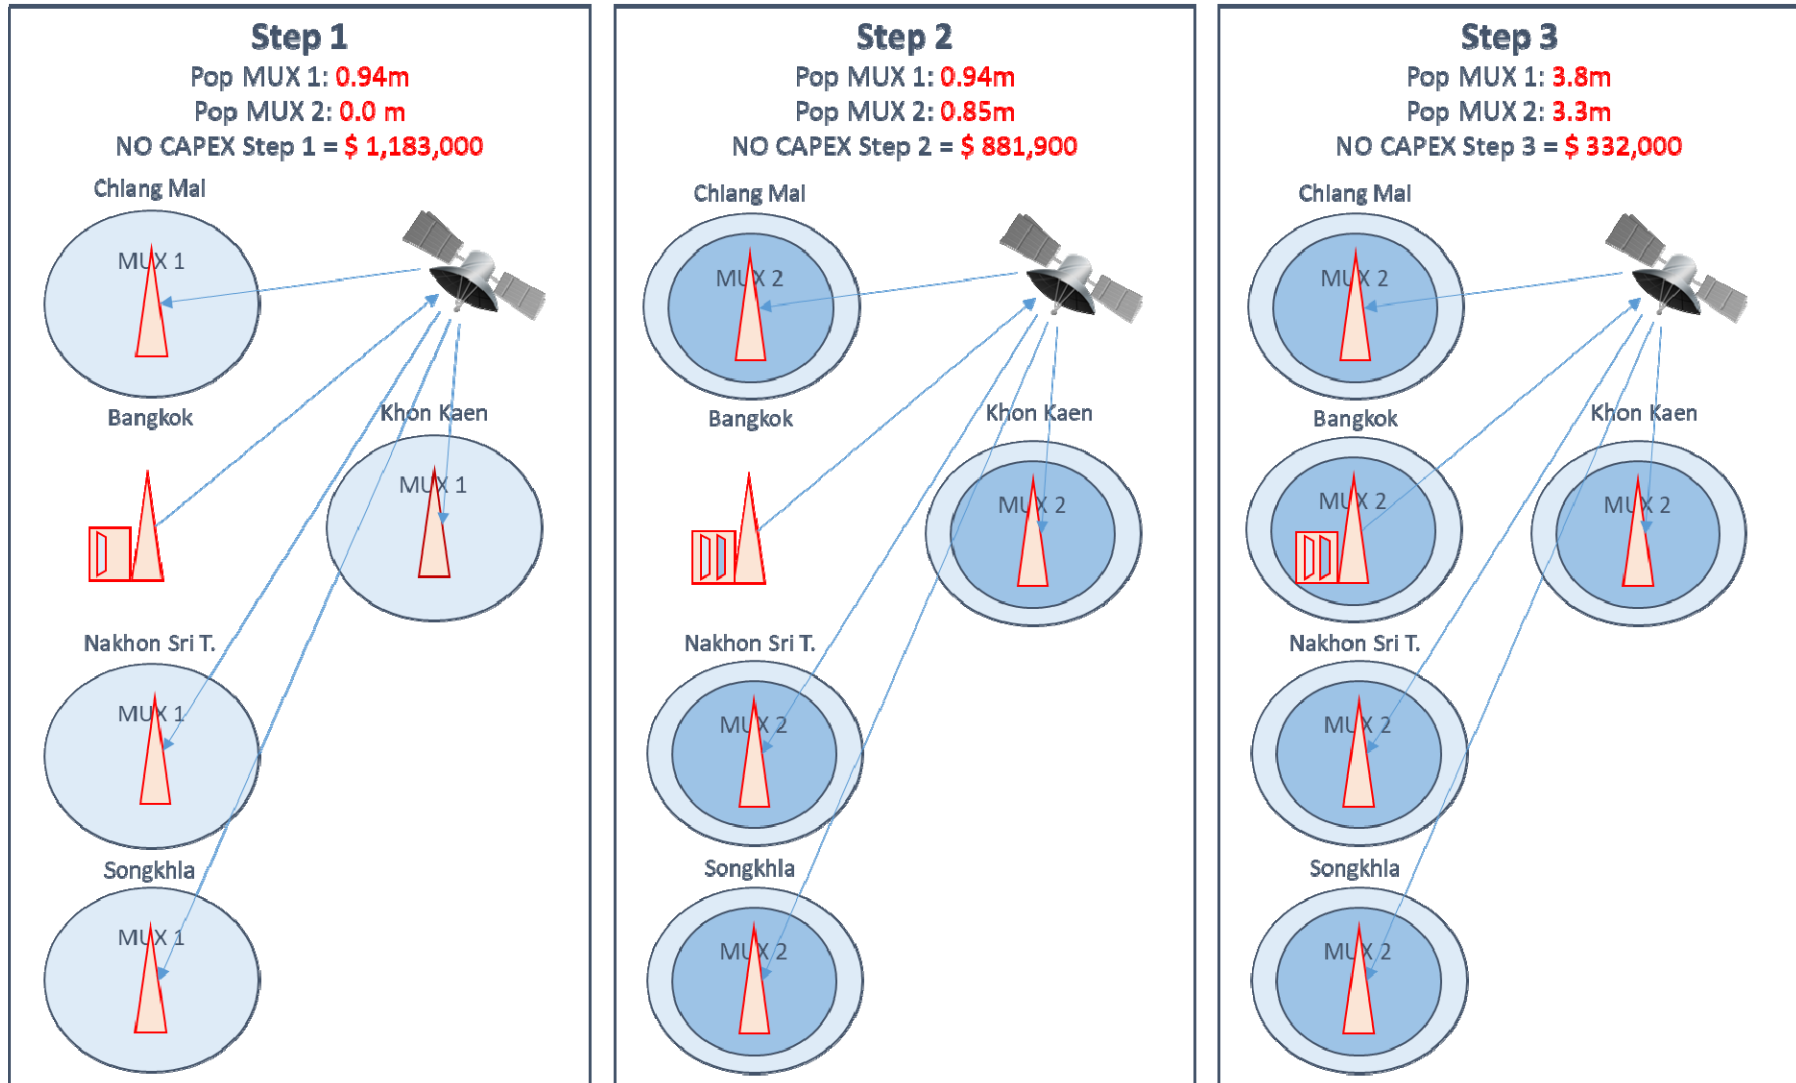 Step 1
Pop MUX 1: 0.94m
Pop MUX 2: 0.0 m
NO CAPEX Step 1 = $ 1,183,000
Chiang Mai
MUX 1
Bangkok
Khon Kaen
MUX 1
Nakhon Sri T.
MUX 1
Songkhla
MUX 1
Step 2
Pop MUX 1: 0.94m
Pop MUX 2: 0.85m
NO CAPEX Step 2 = $ 881,900
Chiang Mai
MUX 2
Bangkok
Khon Kaen
MUX 2
Nakhon Sri T.
MUX 2
Songkhla
MUX 2
Step 3
Pop MUX 1: 3.8m
Pop MUX 2: 3.3m
NO CAPEX Step 3 = $ 332,000
Chiang Mai
MUX 2
Bangkok
MUX 2
Khon Kaen
MUX 2
Nakhon Sri T.
MUX 2
Songkhla
MUX 2